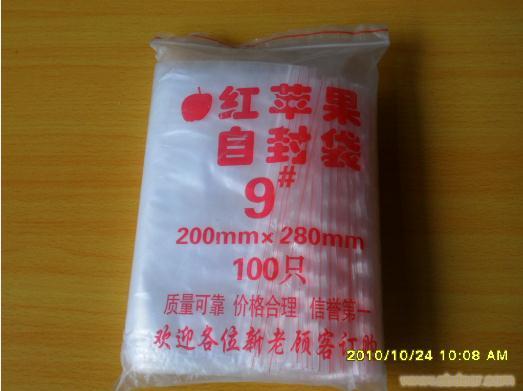 红苹果
自封袋
9#
200mm×280mm
100只
质量可靠 价格合理 信誉第一
欢迎各位新老顾客订购
2010/10/24 10:08 AM